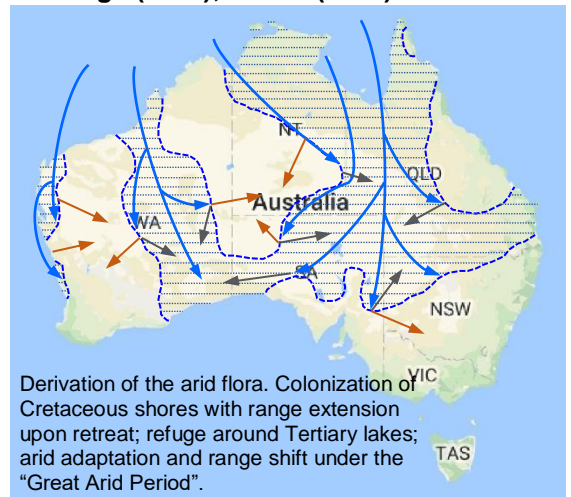 NT
QLD
Australia
WA
SA
NSW
VIC
TAS
Derivation of the arid flora. Colonization of
Cretaceous shores with range extension
upon retreat; refuge around Tertiary lakes;
arid adaptation and range shift under the
“Great Arid Period”.